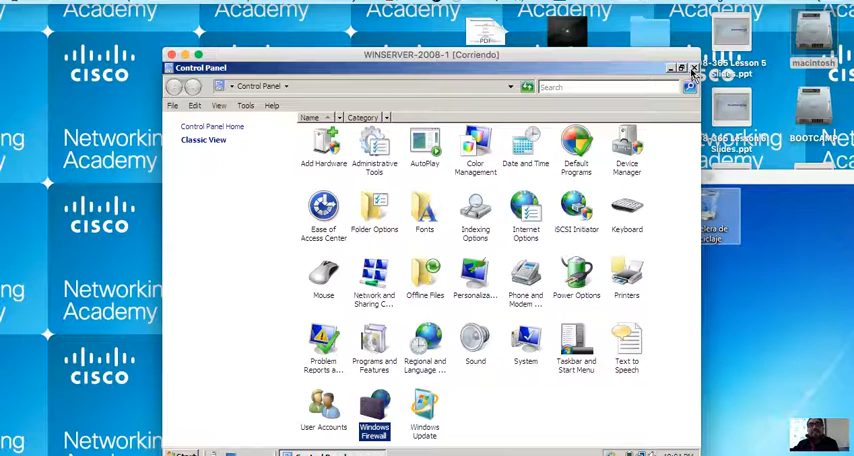 Academy
Academy
Academy
CISCO
CISCO
PDF
WINSERVER-2008-1 [Corriendo]
Slides.ppt
macintosh
Control Panel
Control Panel
Search
File Edit View Tools Help
Control Panel Home
Classic View
Name Category
Add Hardware
Administrative Tools
AutoPlay
Color Management
Date and Time
Default Programs
Device Manager
Slides.ppt
BOOTCAMP
Networking
Academy
Ease of Access Center
Folder Options
Fonts
Indexing Options
Internet Options
iSCSI Initiator
Keyboard
CISCO
Mouse
Network and Sharing C...
Offline Files
Personaliza...
Phone and Modem ...
Power Options
Printers
Networking
Academy
Problem Reports a...
Programs and Features
Regional and Language ...
Sound
System
Taskbar and Start Menu
Text to Speech
CISCO
User Accounts
Windows Firewall
Windows Update
Networking
Academy